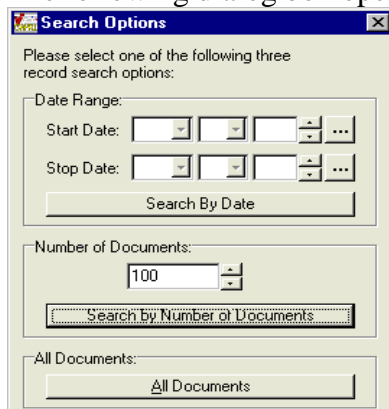 Search Options
Please select one of the following three
record search options:
Date Range:
Start Date:
...
Stop Date:
...
Search By Date
Number of Documents:
100
Search by Number of Documents
All Documents:
All Documents